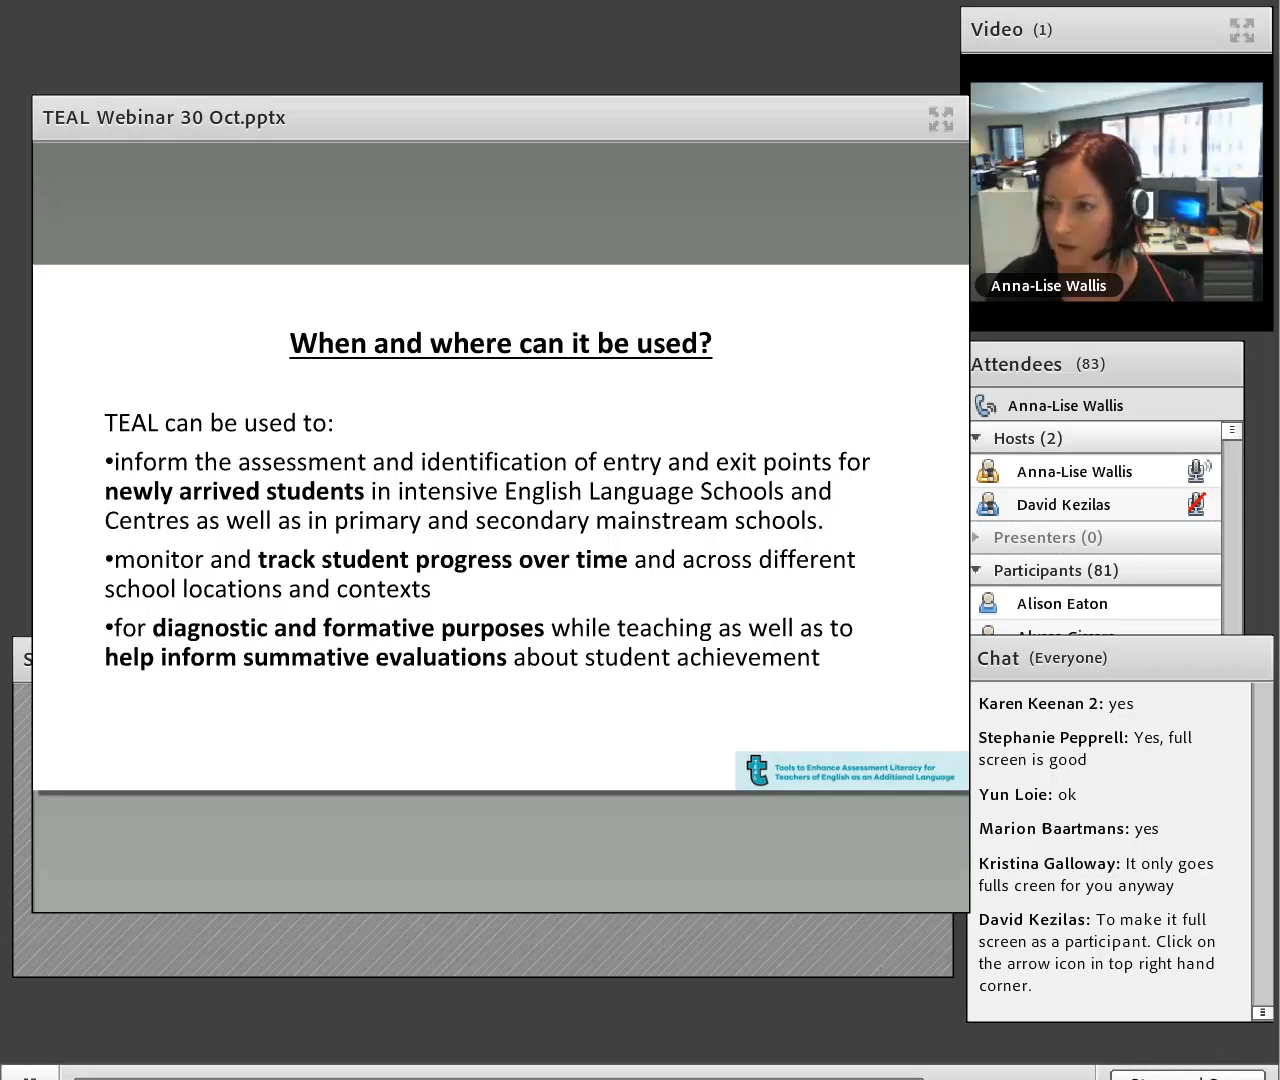 Video (1)
TEAL Webinar 30 Oct.pptx
Anna-Lise Wallis
When and where can it be used?
TEAL can be used to:
•inform the assessment and identification of entry and exit points for
newly arrived students in intensive English Language Schools and
Centres as well as in primary and secondary mainstream schools.
•monitor and track student progress over time and across different
school locations and contexts
•for diagnostic and formative purposes while teaching as well as to
help inform summative evaluations about student achievement
Tools to Enhance Assessment Literacy for
Teachers of English as an Additional Language
Attendees (83)
Anna-Lise Wallis
Hosts (2)
Anna-Lise Wallis
David Kezilas
Presenters (0)
Participants (81)
Alison Eaton
Chat (Everyone)
Karen Keenan 2: yes
Stephanie Pepprell: Yes, full
screen is good
Yun Loie: ok
Marion Baartmans: yes
Kristina Galloway: It only goes
fulls creen for you anyway
David Kezilas: To make it full
screen as a participant. Click on
the arrow icon in top right hand
corner.